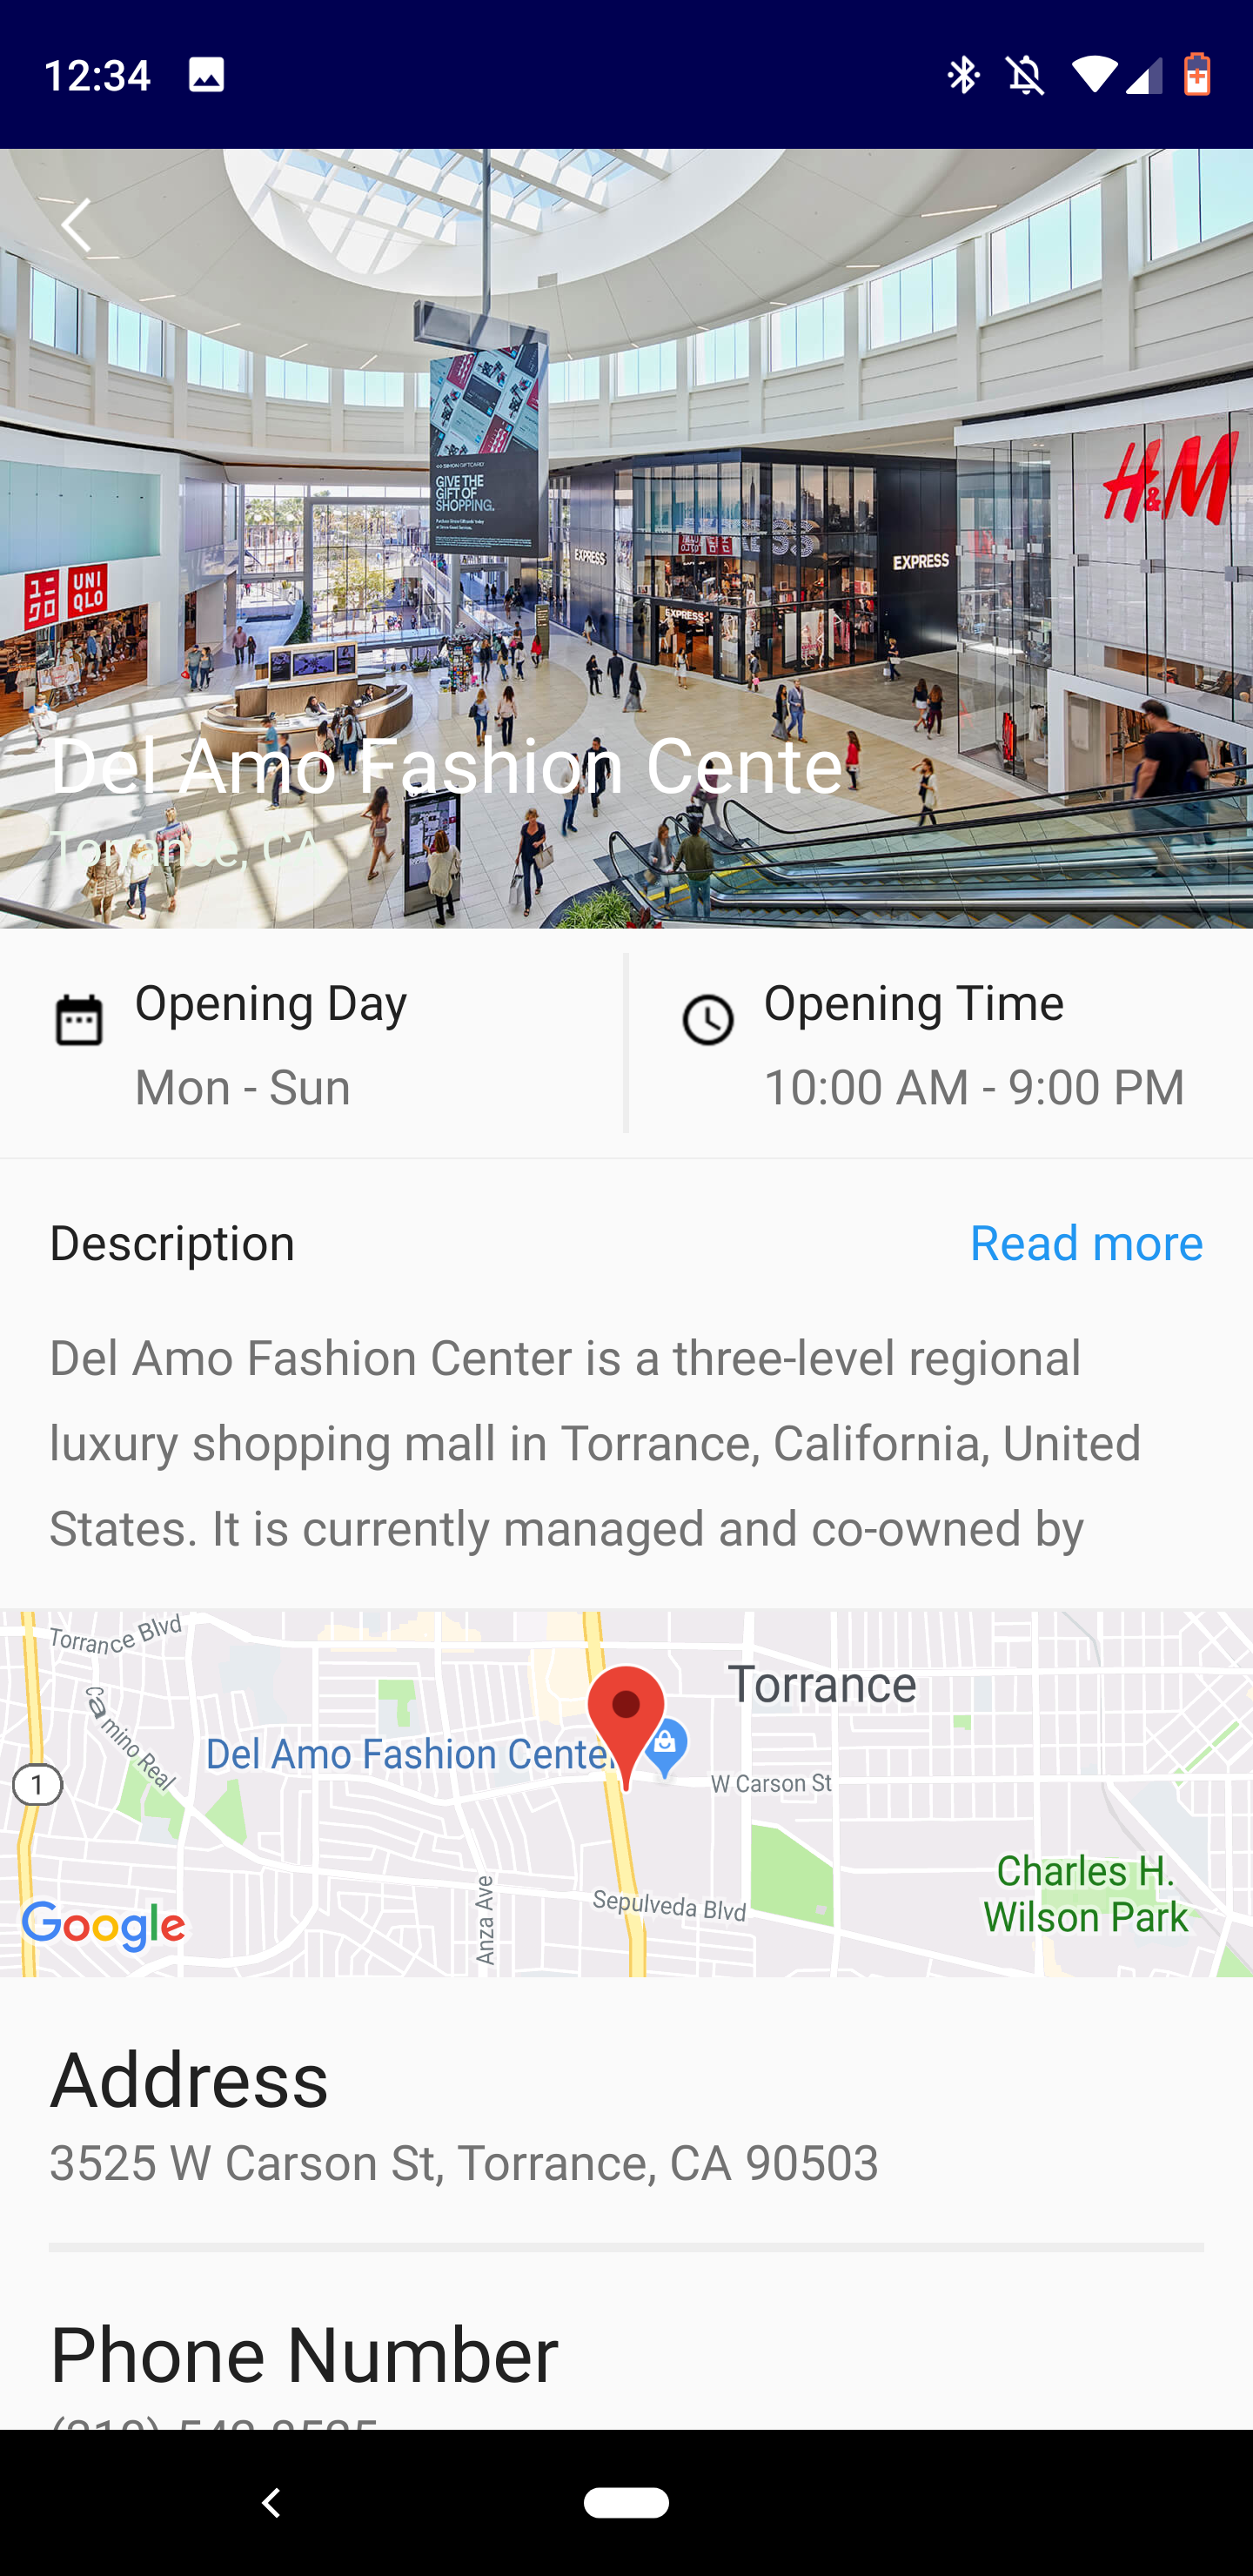 12:34
GIVE THE
GIFT OF
SHOPPING.
H&M
EXPRESS
EXPRESS
EXPRESS
UNI
QLO
Del Amo Fashion Cente
Torrance, CA
Opening Day
Mon - Sun
Opening Time
10:00 AM - 9:00 PM
Description
Read more
Del Amo Fashion Center is a three-level regional
luxury shopping mall in Torrance, California, United
States. It is currently managed and co-owned by
Torrance Blvd
Camino Real
Torrance
Del Amo Fashion Center
W Carson St
1
Charles H.
Wilson Park
Sepulveda Blvd
Anza Ave
Google
Address
3525 W Carson St, Torrance, CA 90503
Phone Number